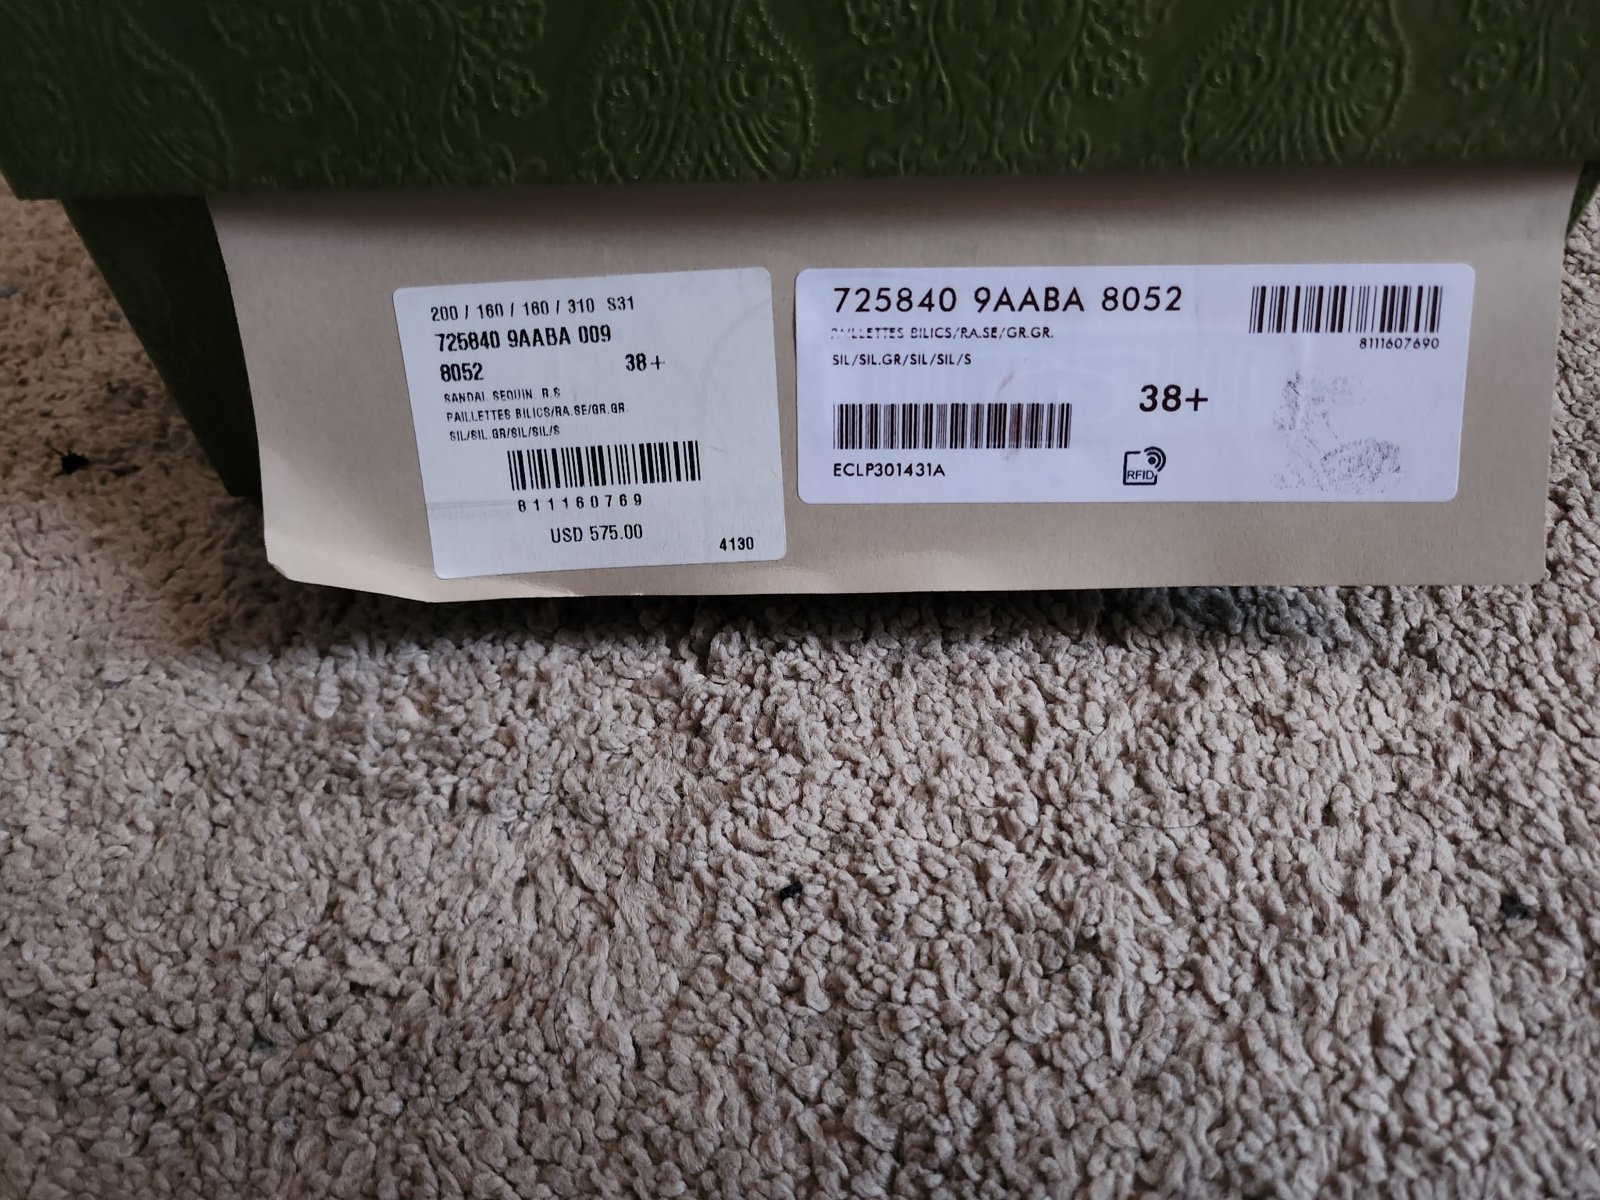 200 / 160 / 160 / 310 S31
725840 9AABA 009
8052 38+
SANDAL SEQUIN R.S
PAILLETTES BILICS/RA.SE/GR.GR.
SIL/SIL.GR/SIL/SIL/S
811160769
USD 575.00
4130
725840 9AABA 8052
PAILLETTES BILICS/RA.SE/GR.GR.
SIL/SIL.GR/SIL/SIL/S
8111607690
38+
ECLP301431A
RFID